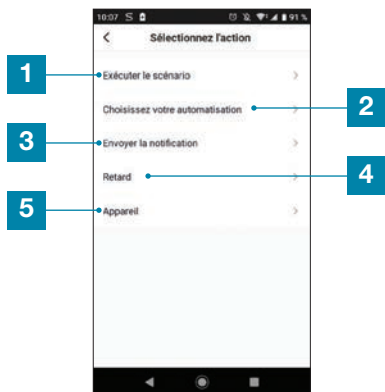 10:07 S 91 %
Sélectionnez l'action
1
Exécuter le scénario
Choisissez votre automatisation
2
3
Envoyer la notification
Retard
4
5
Appareil